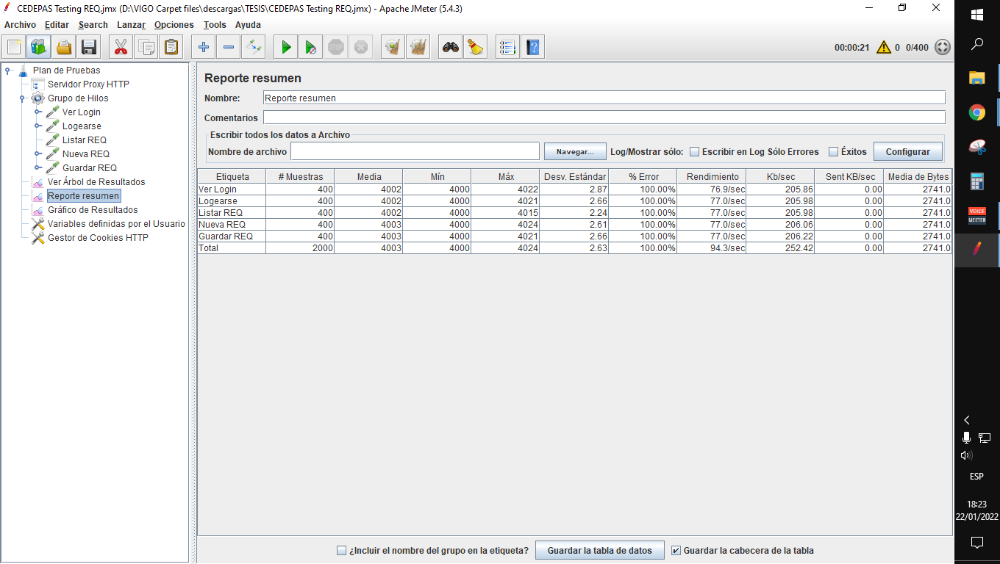 CEDEPAS Testing REQ.jmx (D:\VIGO Carpet files\descargas\TESIS\CEDEPAS Testing REQ.jmx) - Apache JMeter (5.4.3)
Archivo Editar Search Lanzar Opciones Tools Ayuda
00:00:21 0 0/400
Plan de Pruebas
Servidor Proxy HTTP
Grupo de Hilos
Ver Login
Logearse
Listar REQ
Nueva REQ
Guardar REQ
Ver Árbol de Resultados
Reporte resumen
Gráfico de Resultados
Variables definidas por el Usuario
Gestor de Cookies HTTP
Reporte resumen
Nombre: Reporte resumen
Comentarios
Escribir todos los datos a Archivo
Nombre de archivo Navegar... Log/Mostrar sólo: Escribir en Log Sólo Errores Éxitos Configurar
Etiqueta # Muestras Media Mín Máx Desv. Estándar % Error Rendimiento Kb/sec Sent KB/sec Media de Bytes
Ver Login 400 4002 4000 4022 2.87 100.00% 76.9/sec 205.86 0.00 2741.0
Logearse 400 4002 4000 4021 2.66 100.00% 77.0/sec 205.98 0.00 2741.0
Listar REQ 400 4002 4000 4015 2.24 100.00% 77.0/sec 205.98 0.00 2741.0
Nueva REQ 400 4003 4000 4024 2.61 100.00% 77.0/sec 206.06 0.00 2741.0
Guardar REQ 400 4003 4000 4021 2.66 100.00% 77.0/sec 206.22 0.00 2741.0
Total 2000 4003 4000 4024 2.63 100.00% 94.3/sec 252.42 0.00 2741.0
¿Incluir el nombre del grupo en la etiqueta? Guardar la tabla de datos Guardar la cabecera de la tabla
VOICE
MEETER
ESP
18:23
22/01/2022